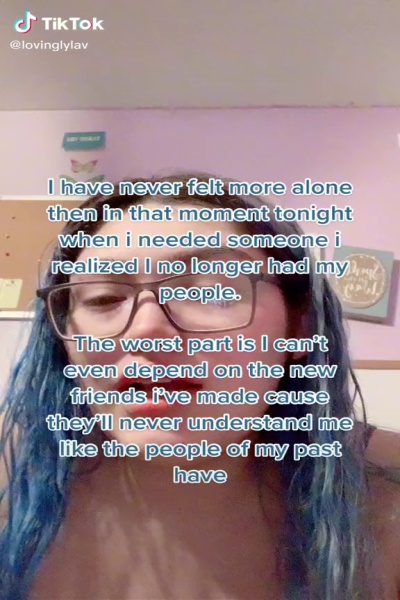 TikTok
@lovinglylav
I have never felt more alone
then in that moment tonight
when i needed someone i
realized I no longer had my
people.
The worst part is I can't
even depend on the new
friends i've made cause
they'll never understand me
like the people of my past
have